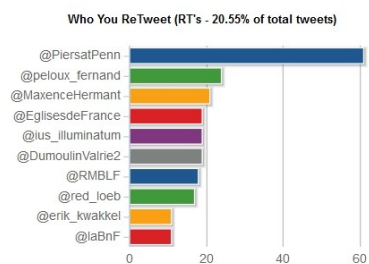 Who You ReTweet (RT's - 20.55% of total tweets)
@PiersatPenn
@peloux_fernand
@MaxenceHermant
@EglisesdeFrance
@ius_illuminatum
@DumoulinValrie2
@RMBLF
@red_loeb
@erik_kwakkel
@laBnF
0 20 40 60